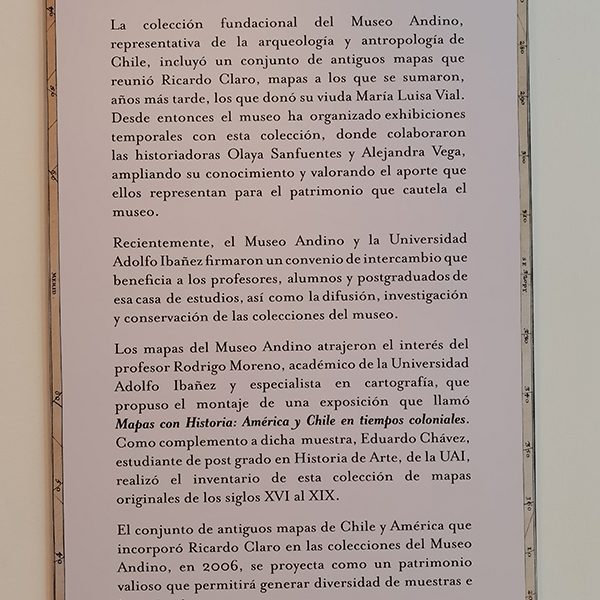 La colección fundacional del Museo Andino,
representativa de la arqueología y antropología de
Chile, incluyó un conjunto de antiguos mapas que
reunió Ricardo Claro, mapas a los que se sumaron,
años más tarde, los que donó su viuda María Luisa Vial.
Desde entonces el museo ha organizado exhibiciones
temporales con esta colección, donde colaboraron
las historiadoras Olaya Sanfuentes y Alejandra Vega,
ampliando su conocimiento y valorando el aporte que
ellos representan para el patrimonio que cautela el
museo.
Recientemente, el Museo Andino y la Universidad
Adolfo Ibañez firmaron un convenio de intercambio que
beneficia a los profesores, alumnos y postgraduados de
esa casa de estudios, así como la difusión, investigación
y conservación de las colecciones del museo.
Los mapas del Museo Andino atrajeron el interés del
profesor Rodrigo Moreno, académico de la Universidad
Adolfo Ibañez y especialista en cartografía, que
propuso el montaje de una exposición que llamó
Mapas con Historia: América y Chile en tiempos coloniales.
Como complemento a dicha muestra, Eduardo Chávez,
estudiante de post grado en Historia de Arte, de la UAI,
realizó el inventario de esta colección de mapas
originales de los siglos XVI al XIX.
El conjunto de antiguos mapas de Chile y América que
incorporó Ricardo Claro en las colecciones del Museo
Andino, en 2006, se proyecta como un patrimonio
valioso que permitirá generar diversidad de muestras e